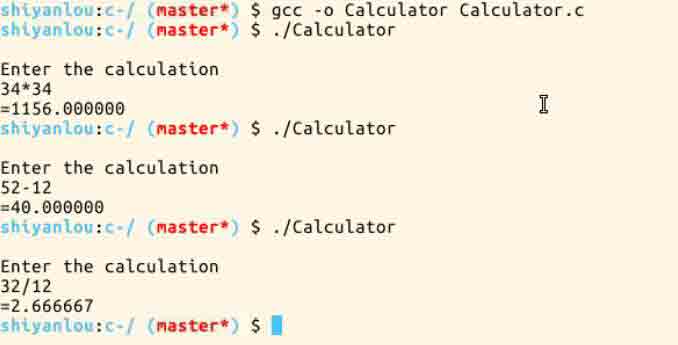 shiyanlou:c-/ (master*) $ gcc -o Calculator Calculator.c
shiyanlou:c-/ (master*) $ ./Calculator
Enter the calculation
34*34
=1156.000000
shiyanlou:c-/ (master*) $ ./Calculator
Enter the calculation
52-12
=40.000000
shiyanlou:c-/ (master*) $ ./Calculator
Enter the calculation
32/12
=2.666667
shiyanlou:c-/ (master*) $